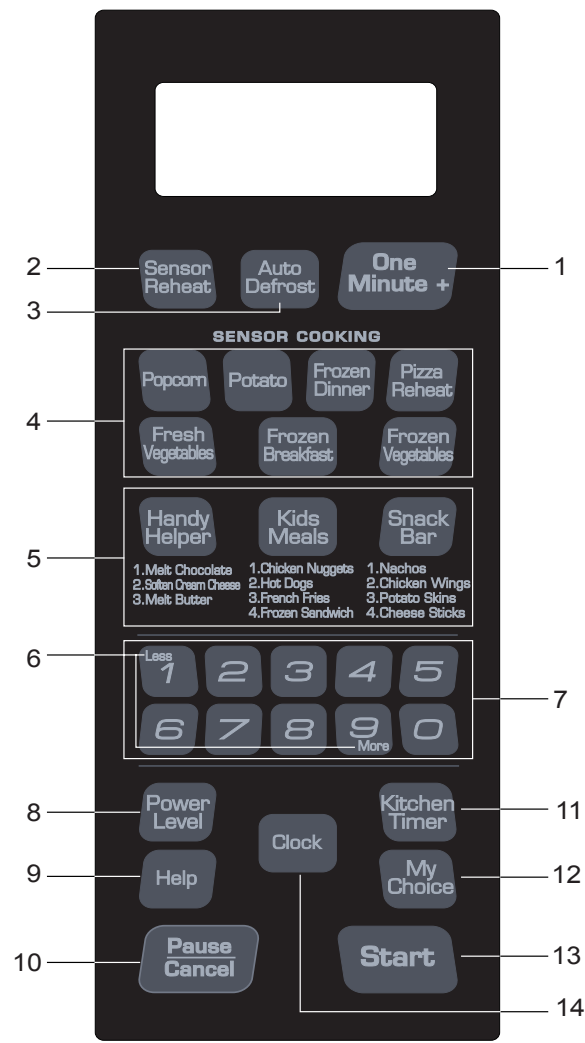 One
Minute +
1
2
Sensor
Reheat
Auto
Defrost
3
SENSOR COOKING
4
Popcorn
Potato
Frozen
Dinner
Pizza
Reheat
Fresh
Vegetables
Frozen
Breakfast
Frozen
Vegetables
5
Handy
Helper
1.Melt Chocolate
2.Soften Cream Cheese
3.Melt Butter
Kids
Meals
1.Chicken Nuggets
2.Hot Dogs
3.French Fries
4.Frozen Sandwich
Snack
Bar
1.Nachos
2.Chicken Wings
3.Potato Skins
4.Cheese Sticks
6
Less
1
2
3
4
5
6
7
8
9
More
0
7
8
Power
Level
Kitchen
Timer
11
Clock
9
Help
My
Choice
12
10
Pause
Cancel
Start
13
14